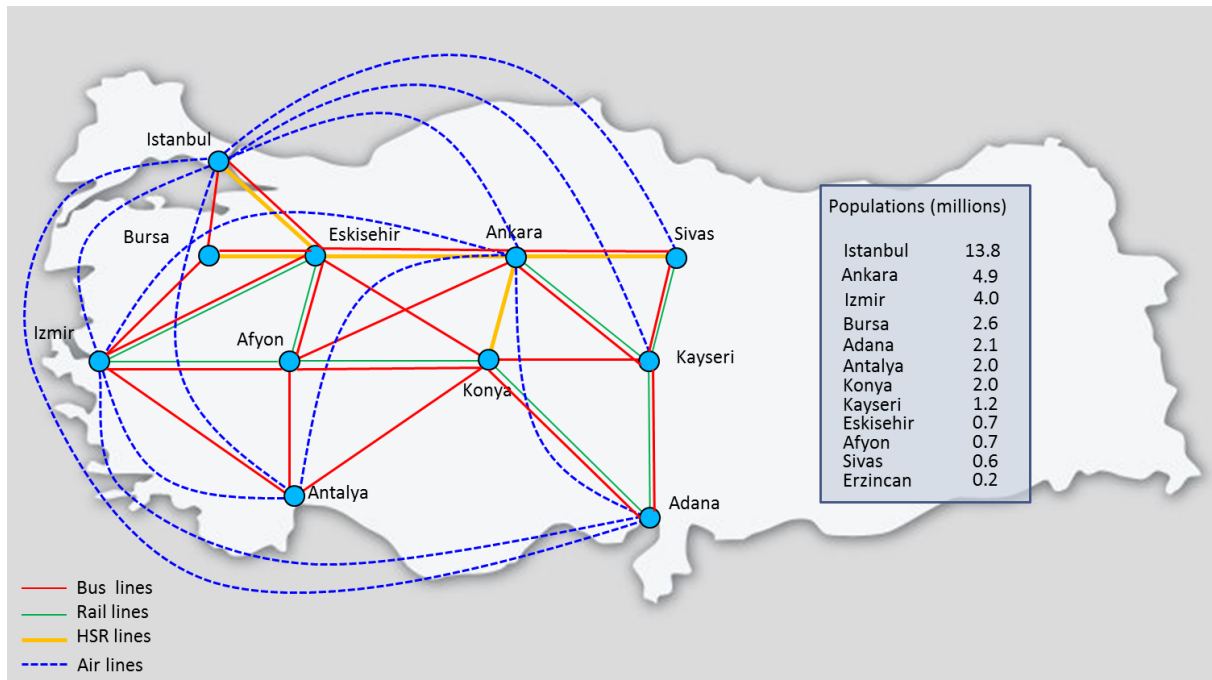 Istanbul
Bursa
Eskisehir
Ankara
Sivas
Izmir
Afyon
Konya
Kayseri
Antalya
Adana
Populations (millions)
Istanbul 13.8
Ankara 4.9
Izmir 4.0
Bursa 2.6
Adana 2.1
Antalya 2.0
Konya 2.0
Kayseri 1.2
Eskisehir 0.7
Afyon 0.7
Sivas 0.6
Erzincan 0.2
Bus lines
Rail lines
HSR lines
Air lines